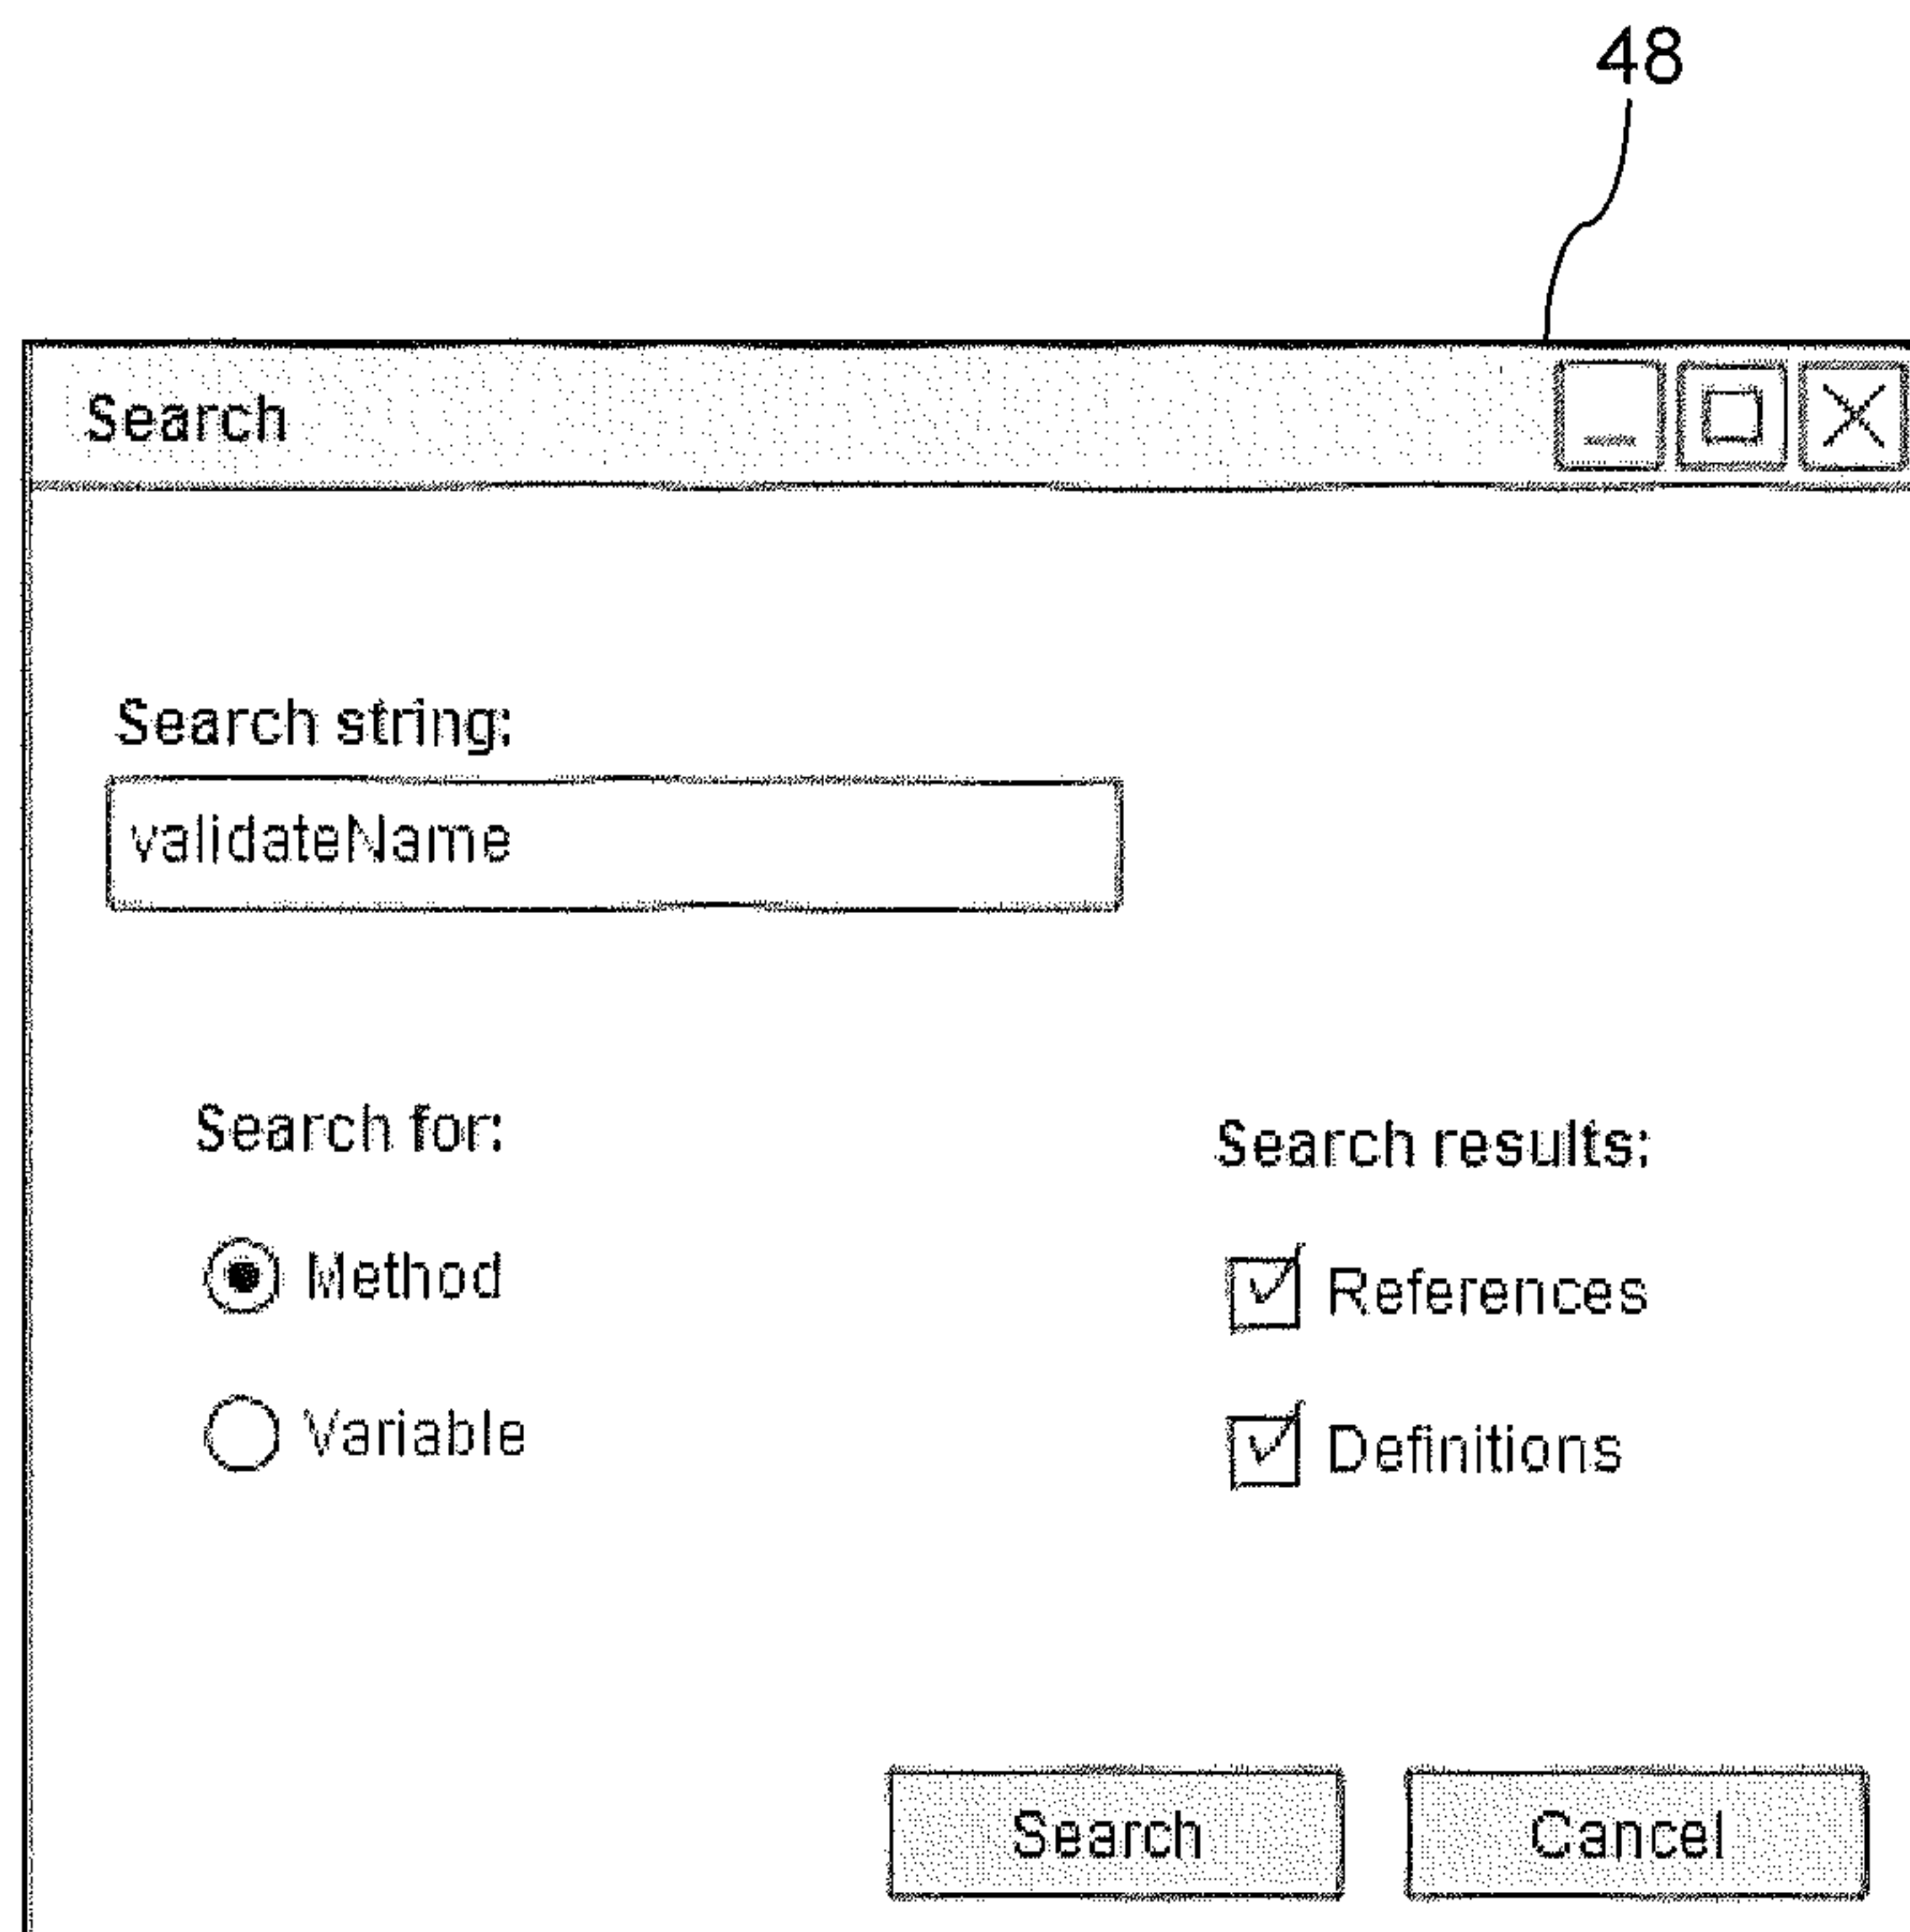 48
Search
Search string:
validateName
Search for:
Search results:
Method
References
Variable
Definitions
Search
Cancel